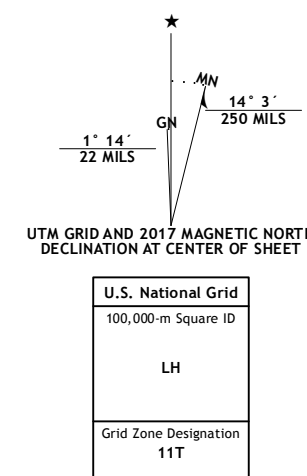 MN
GN
1° 14´
22 MILS
14° 3´
250 MILS
UTM GRID AND 2017 MAGNETIC NORTH
DECLINATION AT CENTER OF SHEET
U.S. National Grid
100,000-m Square ID
LH
Grid Zone Designation
11T